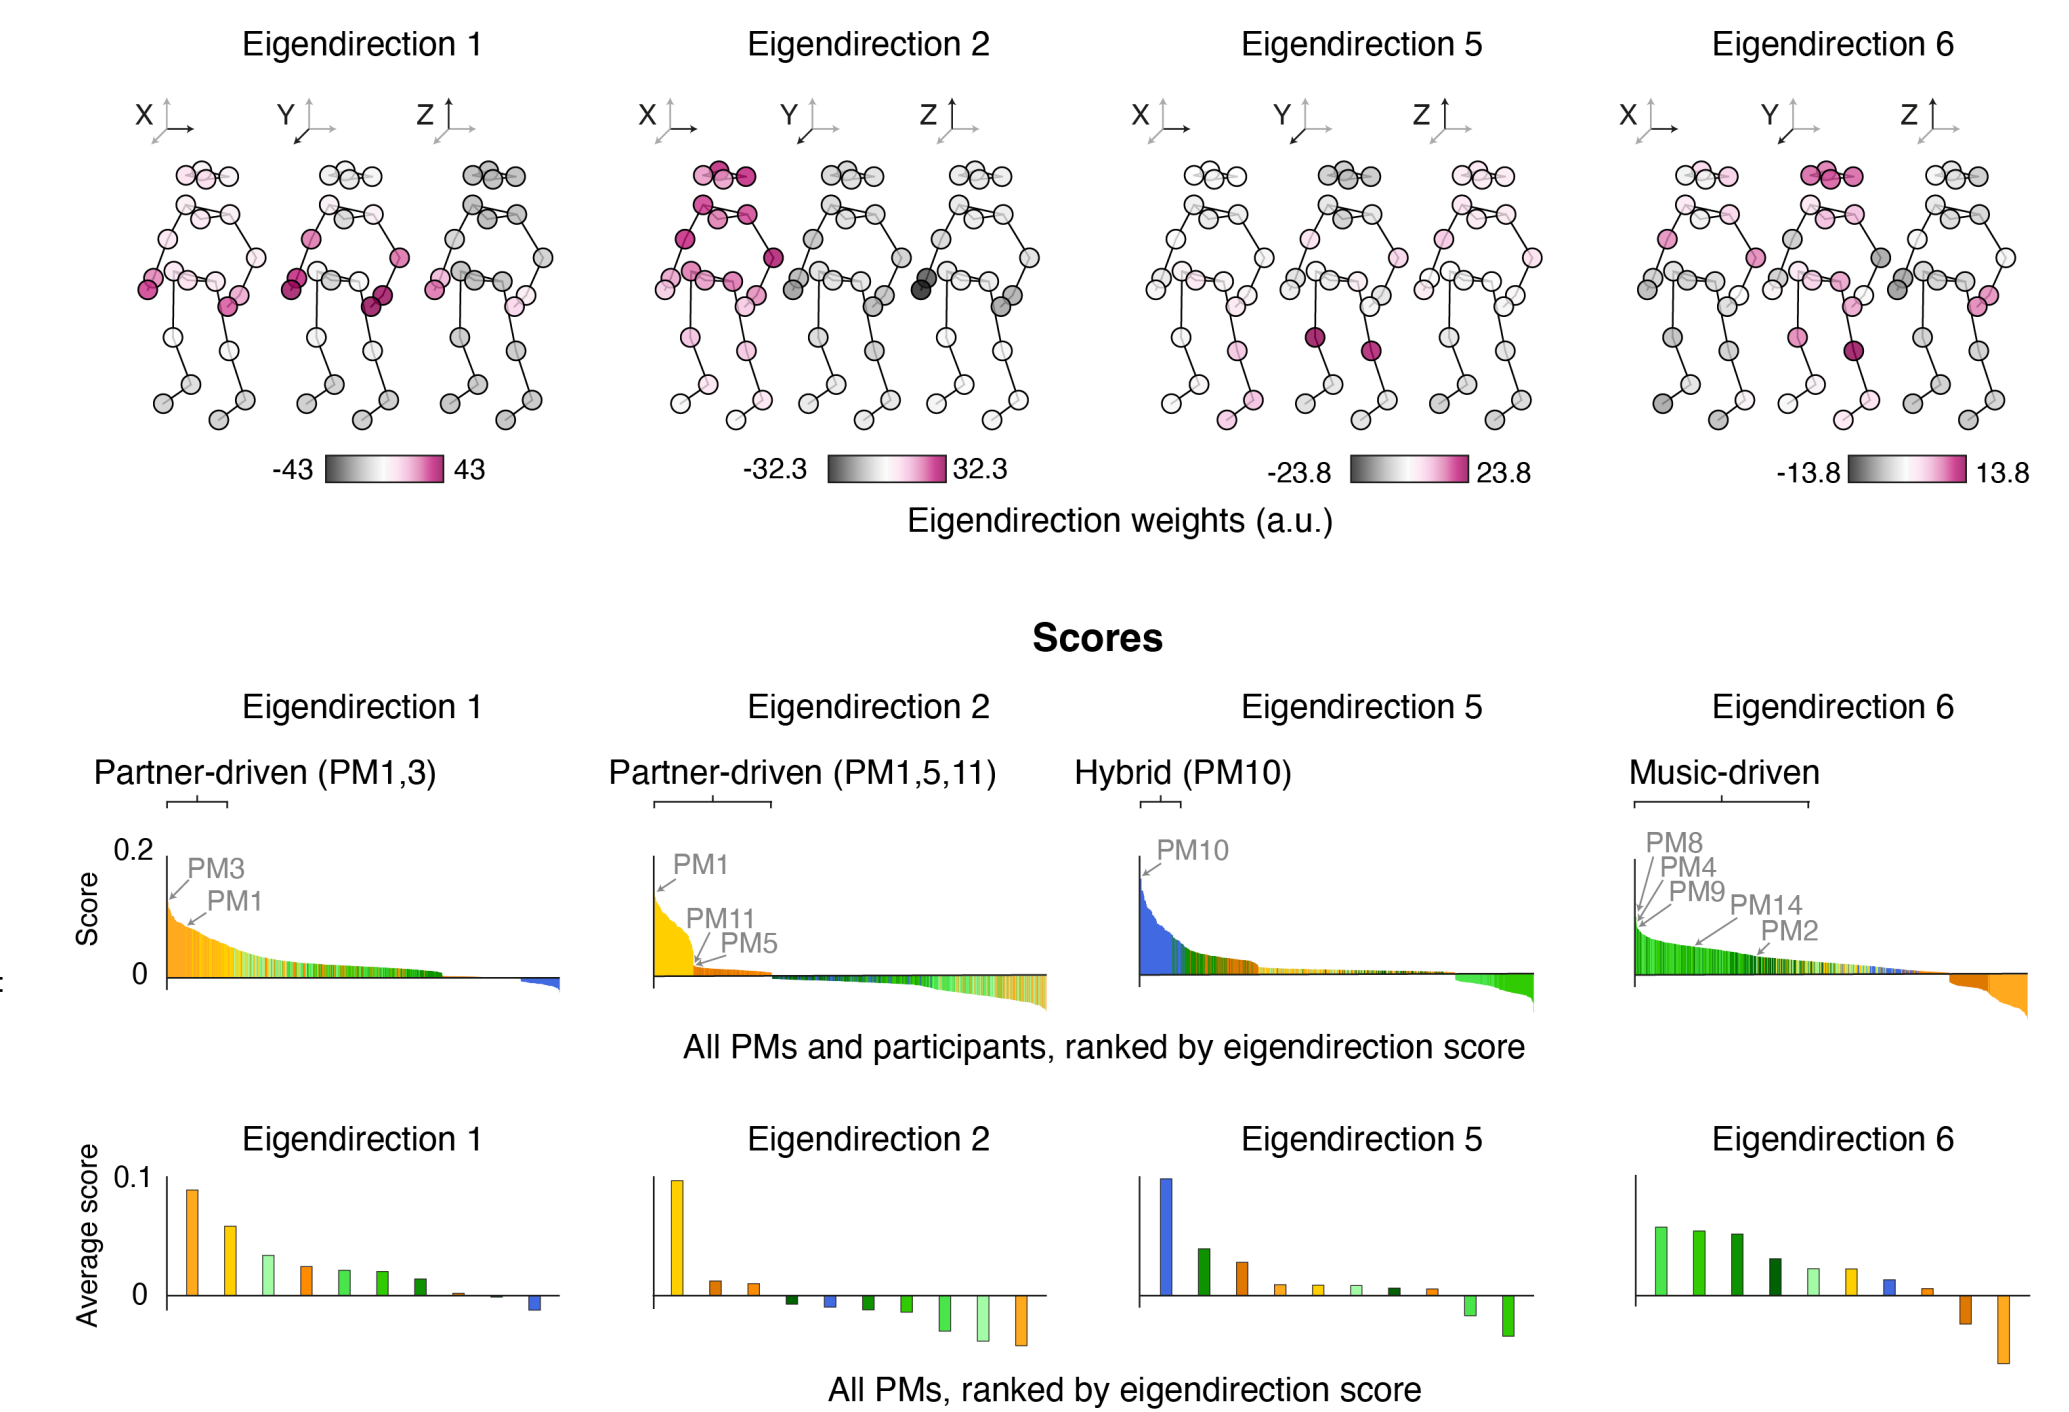 Eigendirection 1 Eigendirection 2 Eigendirection 5 Eigendirection 6
X Y Z X Y Z X Y Z X Y Z
-43 43 -32.3 32.3 -23.8 23.8 -13.8 13.8
Eigendirection weights (a.u.)
Scores
Eigendirection 1 Eigendirection 2 Eigendirection 5 Eigendirection 6
Partner-driven (PM1,3) Partner-driven (PM1,5,11) Hybrid (PM10) Music-driven
0.2
Score
0
PM3
PM1
PM1
PM11
PM5
PM10
PM8
PM4
PM9
PM14
PM2
All PMs and participants, ranked by eigendirection score
Eigendirection 1 Eigendirection 2 Eigendirection 5 Eigendirection 6
0.1
Average score
0
All PMs, ranked by eigendirection score